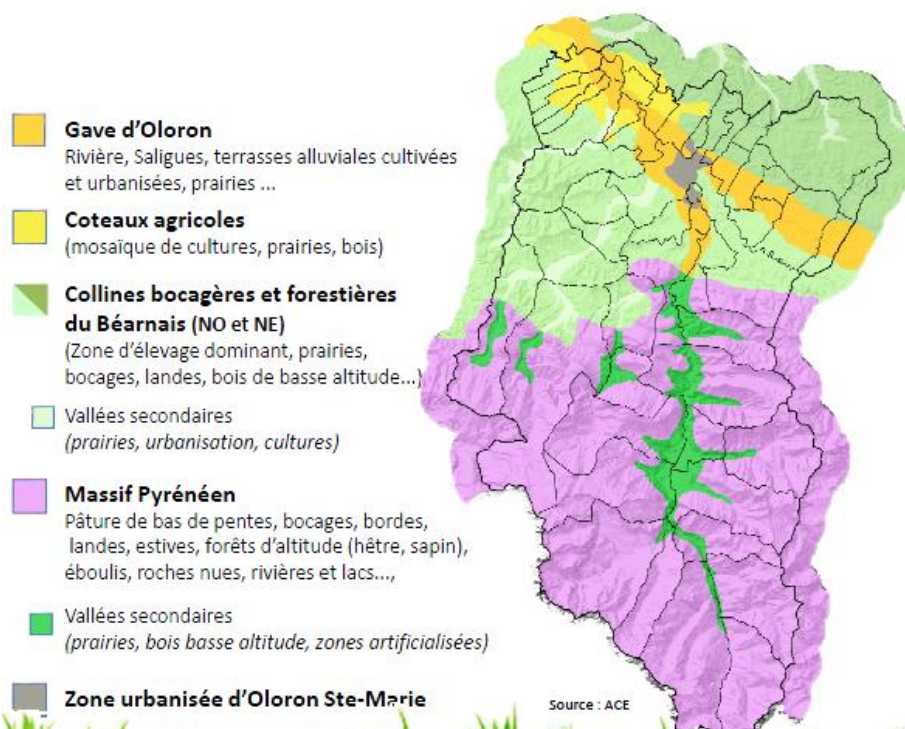 Gave d'Oloron
Rivière, Saligues, terrasses alluviales cultivées
et urbanisées, prairies ...
Coteaux agricoles
(mosaïque de cultures, prairies, bois)
Collines bocagères et forestières
du Béarnais (NO et NE)
(Zone d'élevage dominant, prairies,
bocages, landes, bois de basse altitude...)
Vallées secondaires
(prairies, urbanisation, cultures)
Massif Pyrénéen
Pâture de bas de pentes, bocages, bordes,
landes, estives, forêts d'altitude (hêtre, sapin),
éboulis, roches nues, rivières et lacs...,
Vallées secondaires
(prairies, bois basse altitude, zones artificialisées)
Zone urbanisée d'Oloron Ste-Marie
Source : ACE